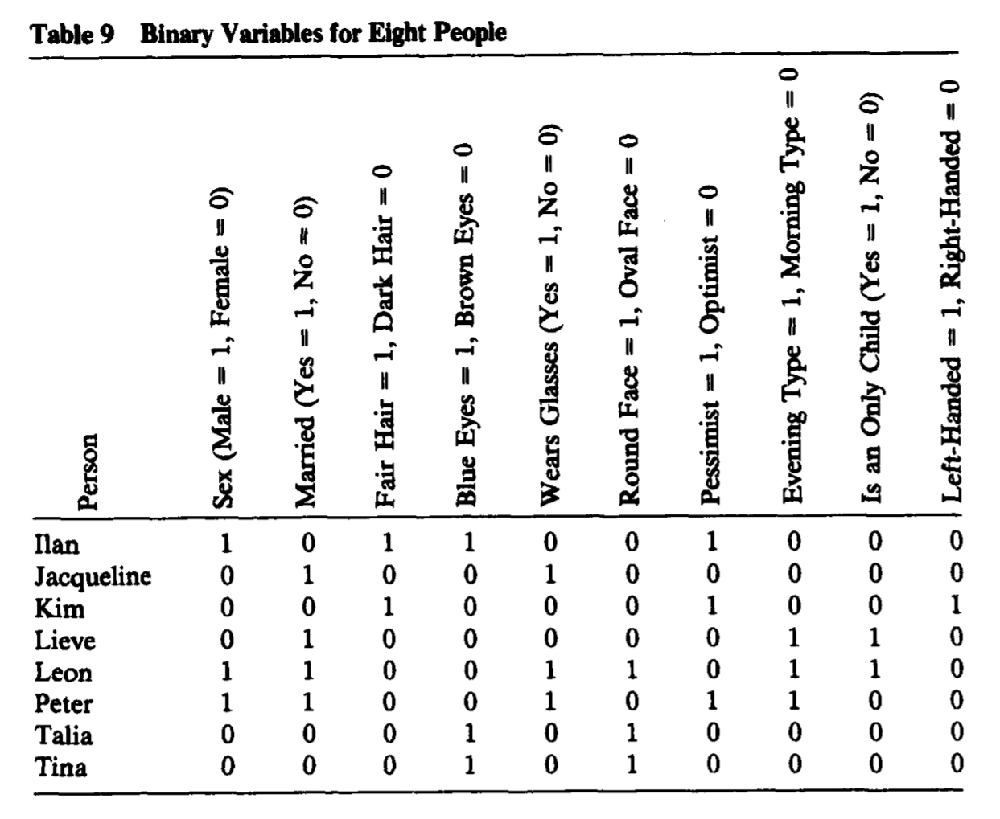 Table 9 Binary Variables for Eight People
Person
Sex (Male = 1, Female = 0)
Married (Yes = 1, No = 0)
Fair Hair = 1, Dark Hair = 0
Blue Eyes = 1, Brown Eyes = 0
Wears Glasses (Yes = 1, No = 0)
Round Face = 1, Oval Face = 0
Pessimist = 1, Optimist = 0
Evening Type = 1, Morning Type = 0
Is an Only Child (Yes = 1, No = 0)
Left-Handed = 1, Right-Handed = 0
Ilan 1 0 1 1 0 0 1 0 0 0
Jacqueline 0 1 0 0 1 0 0 0 0 0
Kim 0 0 1 0 0 0 1 0 0 1
Lieve 0 1 0 0 0 0 0 1 1 0
Leon 1 1 0 0 1 1 0 1 1 0
Peter 1 1 0 0 1 0 1 1 0 0
Talia 0 0 0 1 0 1 0 0 0 0
Tina 0 0 0 1 0 1 0 0 0 0